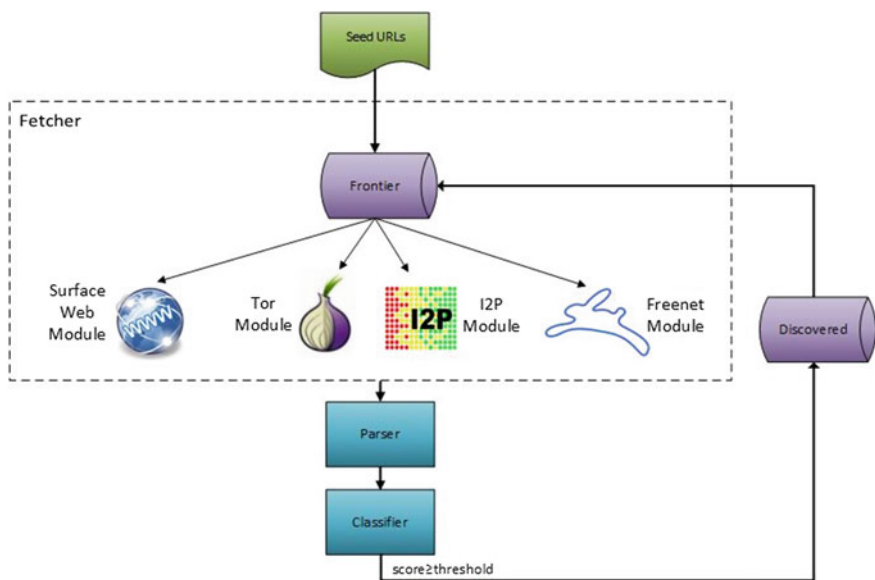 Seed URLs
Fetcher
Frontier
Surface
Web
Module
Tor
Module
I2P
I2P
Module
Freenet
Module
Discovered
Parser
Classifier
score≥threshold